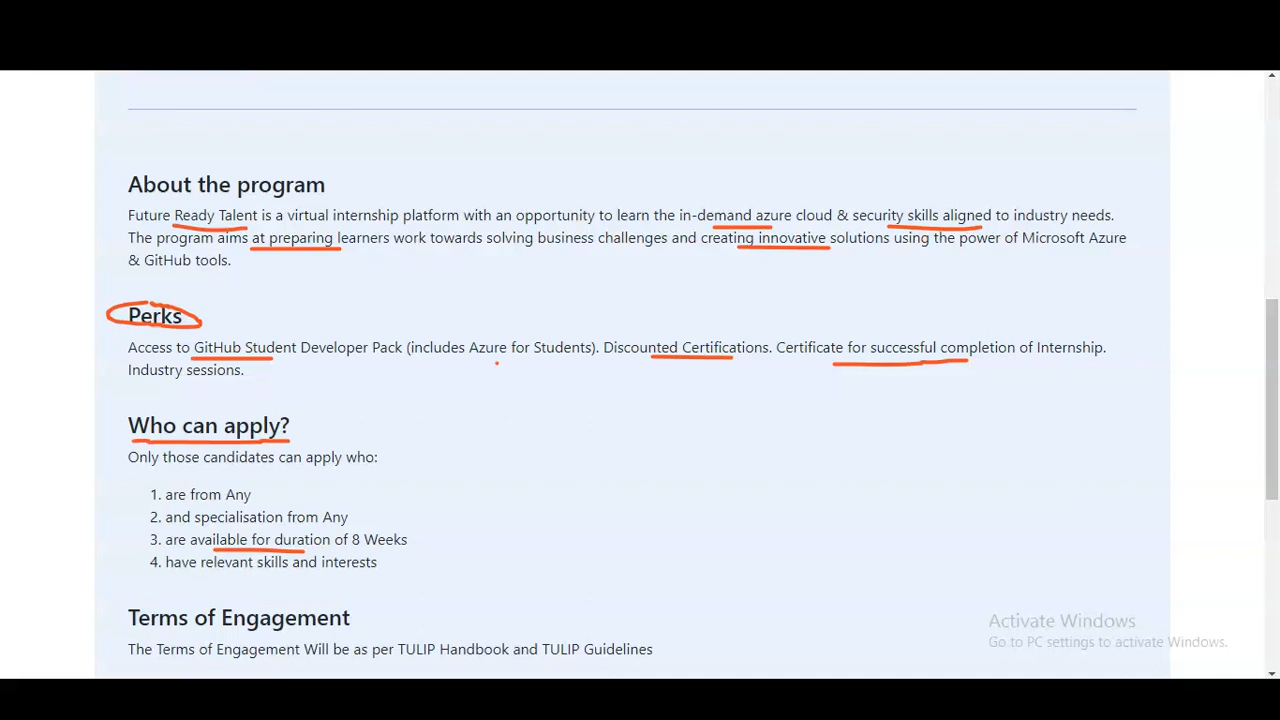 About the program
Future Ready Talent is a virtual internship platform with an opportunity to learn the in-demand azure cloud & security skills aligned to industry needs.
The program aims at preparing learners work towards solving business challenges and creating innovative solutions using the power of Microsoft Azure
& GitHub tools.
Perks
Access to GitHub Student Developer Pack (includes Azure for Students). Discounted Certifications. Certificate for successful completion of Internship.
Industry sessions.
Who can apply?
Only those candidates can apply who:
1. are from Any
2. and specialisation from Any
3. are available for duration of 8 Weeks
4. have relevant skills and interests
Terms of Engagement
The Terms of Engagement Will be as per TULIP Handbook and TULIP Guidelines
Activate Windows
Go to PC settings to activate Windows.